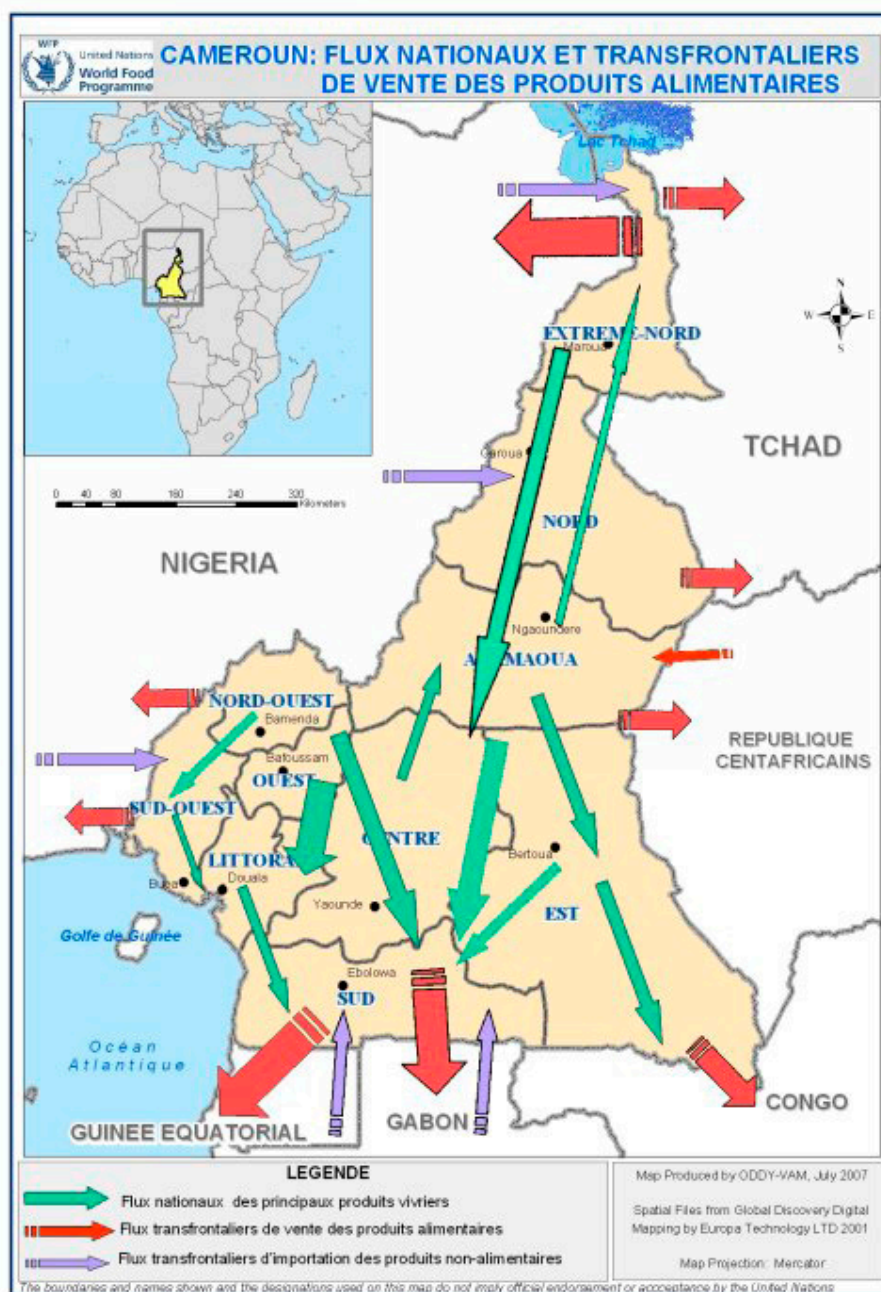 WFP
United Nations
World Food
Programme
CAMEROUN: FLUX NATIONAUX ET TRANSFRONTALIERS
DE VENTE DES PRODUITS ALIMENTAIRES
Lac Tchad
N
W E
S
EXTREME-NORD
Maroua
TCHAD
Garoua
0 40 80 160 240 320
Kilometers
NORD
NIGERIA
Ngaoundere
ADAMAOUA
NORD-OUEST
Bamenda
REPUBLIQUE
CENTAFRICAINS
Bafoussam
OUEST
SUD-OUEST
CENTRE
LITTORAL
Bertoua
Buea
Douala
Yaounde
EST
Golfe de Guinée
Ebolowa
SUD
Océan
Atlantique
CONGO
GABON
GUINEE EQUATORIAL
LEGENDE
Flux nationaux des principaux produits vivriers
Flux transfrontaliers de vente des produits alimentaires
Flux transfrontaliers d'importation des produits non-alimentaires
Map Produced by ODDY-VAM, July 2007
Spatial Files from Global Discovery Digital
Mapping by Europa Technology LTD 2001
Map Projection: Mercator
The boundaries and names shown and the designations used on this map do not imply official endorsement or acceptance by the United Nations